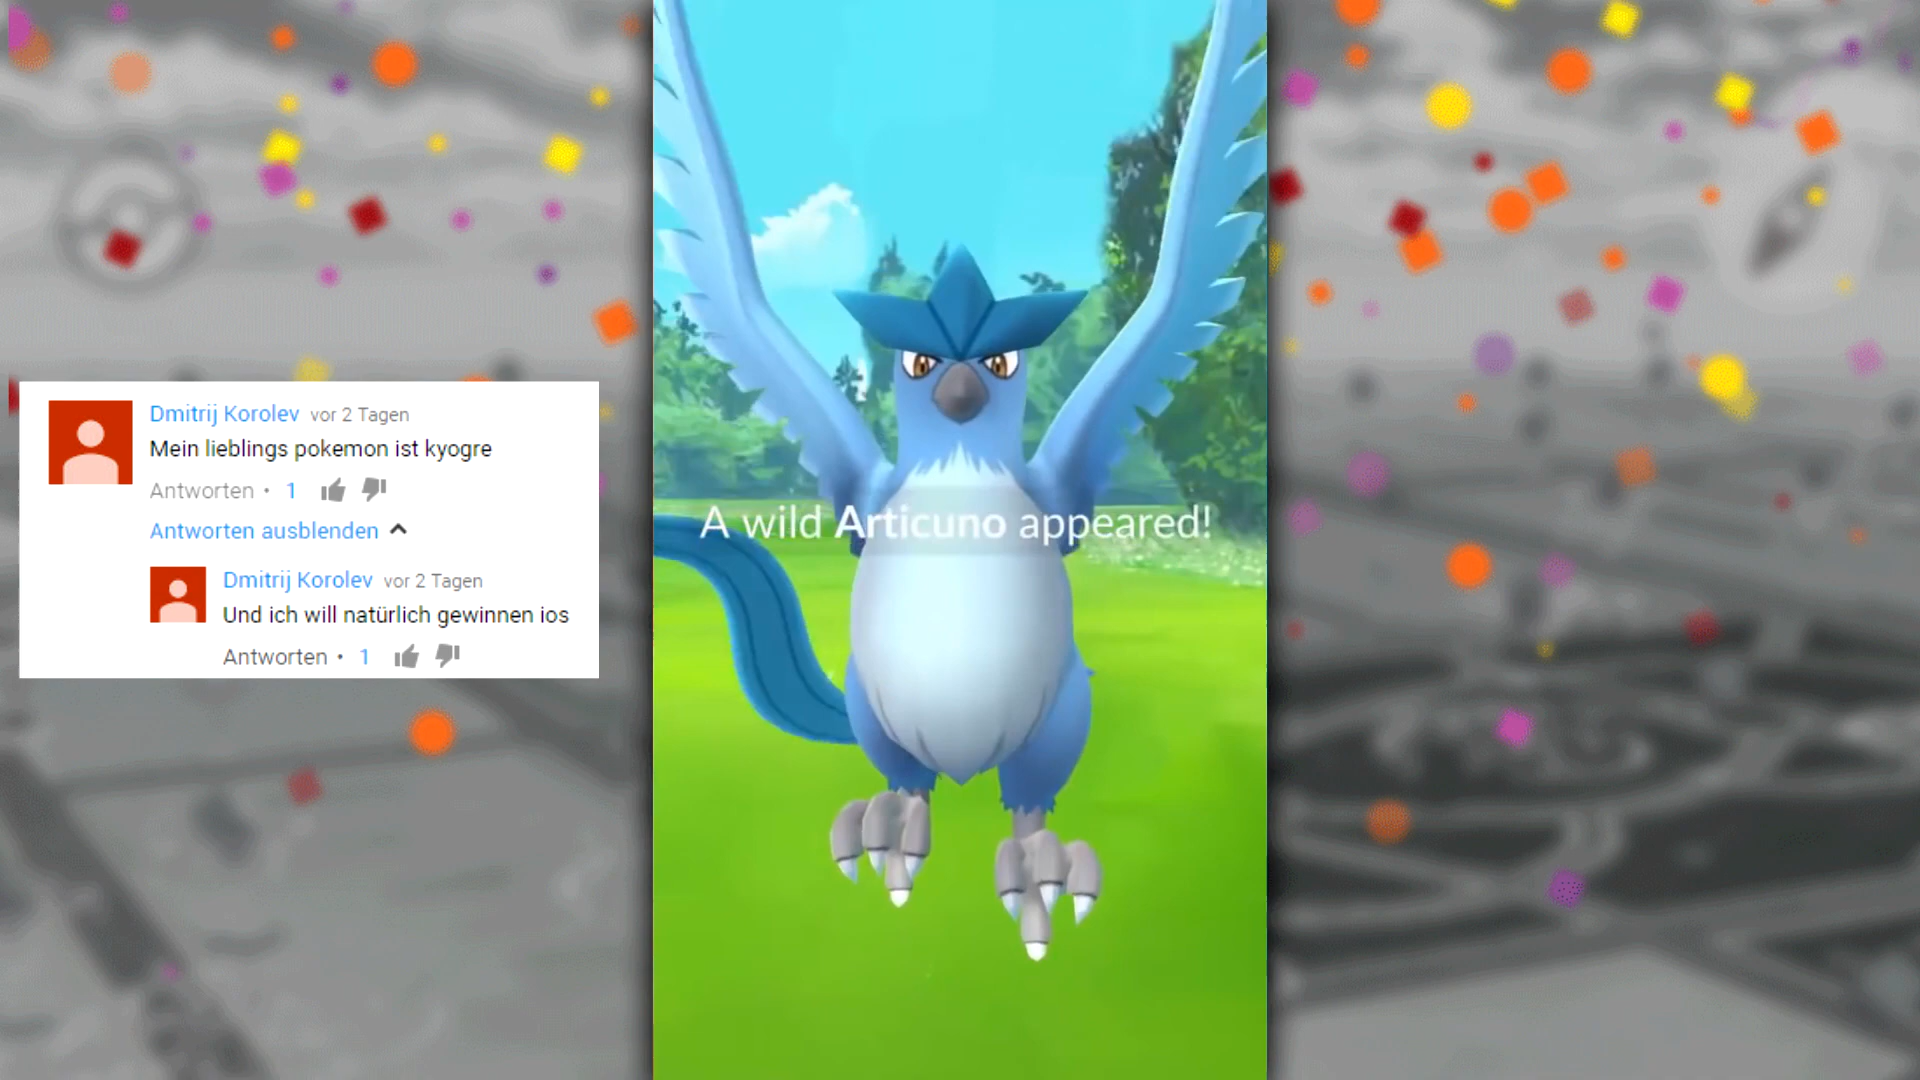 Dmitrij Korolev vor 2 Tagen
Mein lieblings pokemon ist kyogre
Antworten • 1
Antworten ausblenden
Dmitrij Korolev vor 2 Tagen
Und ich will natürlich gewinnen ios
Antworten • 1
A wild Articuno appeared!